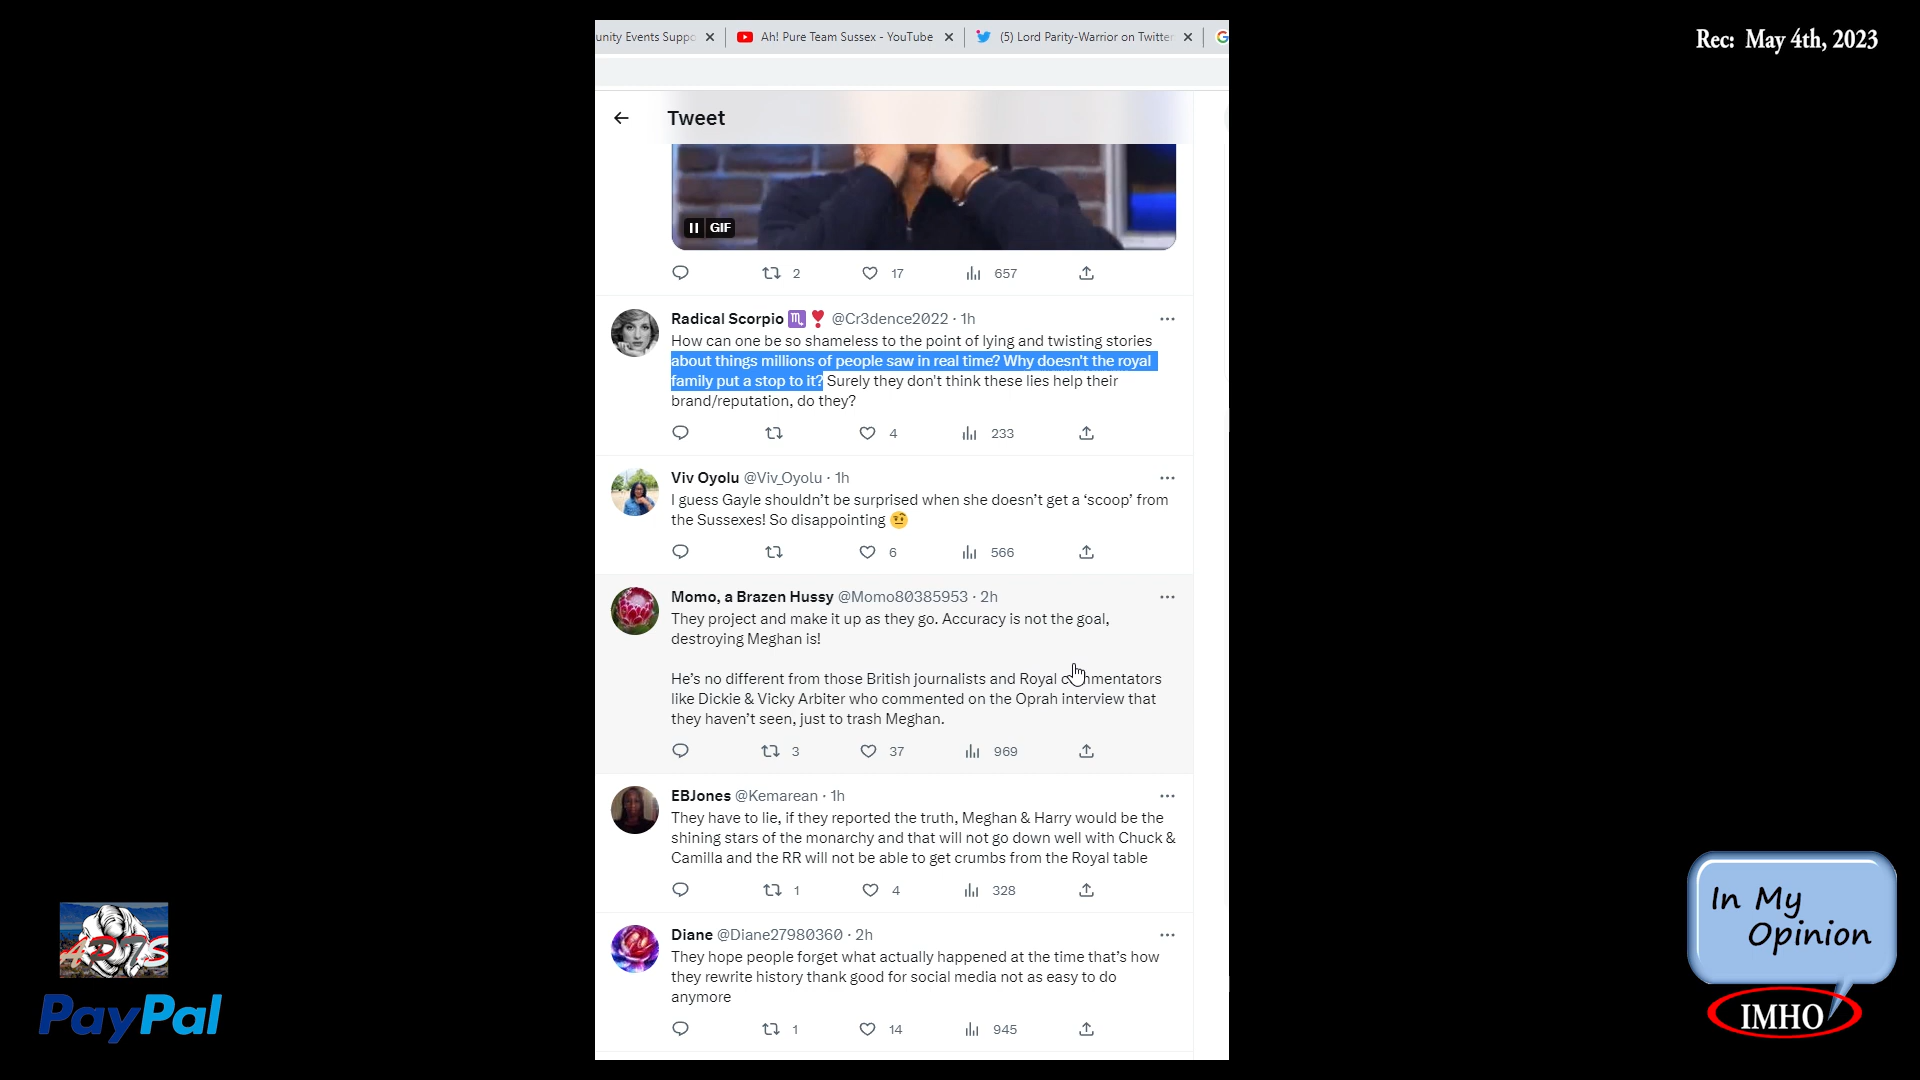 unity Events Suppo
Ah! Pure Team Sussex - YouTube
(5) Lord Parity-Warrior on Twitter
Rec: May 4th, 2023
Tweet
GIF
2 17 657
Radical Scorpio ♏❣ @Cr3dence2022 · 1h
How can one be so shameless to the point of lying and twisting stories
about things millions of people saw in real time? Why doesn't the royal
family put a stop to it? Surely they don't think these lies help their
brand/reputation, do they?
4 233
Viv Oyolu @Viv_Oyolu · 1h
I guess Gayle shouldn't be surprised when she doesn't get a ‘scoop’ from
the Sussexes! So disappointing 🤨
6 566
Momo, a Brazen Hussy @Momo80385953 · 2h
They project and make it up as they go. Accuracy is not the goal,
destroying Meghan is!
He's no different from those British journalists and Royal commentators
like Dickie & Vicky Arbiter who commented on the Oprah interview that
they haven't seen, just to trash Meghan.
3 37 969
EBJones @Kemarean · 1h
They have to lie, if they reported the truth, Meghan & Harry would be the
shining stars of the monarchy and that will not go down well with Chuck &
Camilla and the RR will not be able to get crumbs from the Royal table
1 4 328
Diane @Diane27980360 · 2h
They hope people forget what actually happened at the time that's how
they rewrite history thank good for social media not as easy to do
anymore
1 14 945
PayPal
In My
Opinion
IMHO